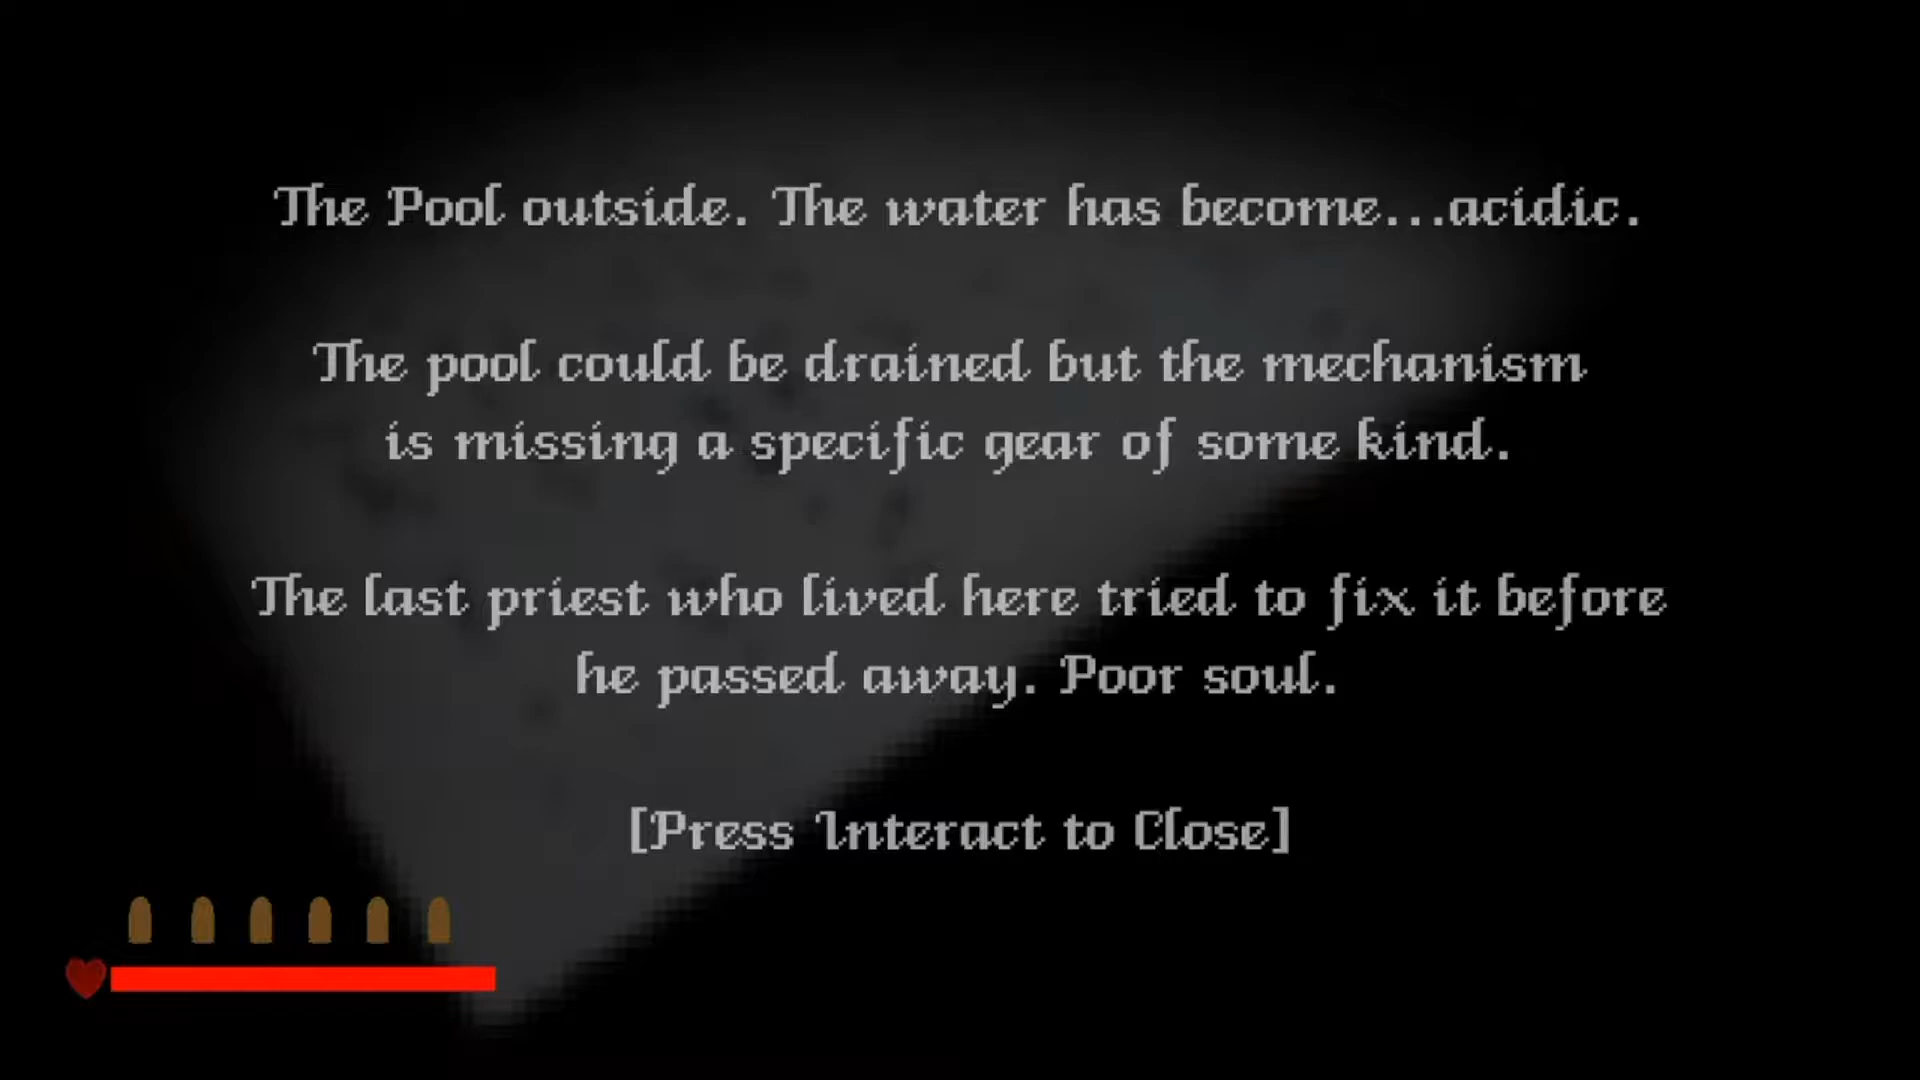 The Pool outside. The water has become...acidic.
The pool could be drained but the mechanism
is missing a specific gear of some kind.
The last priest who lived here tried to fix it before
he passed away. Poor soul.
[Press Interact to Close]